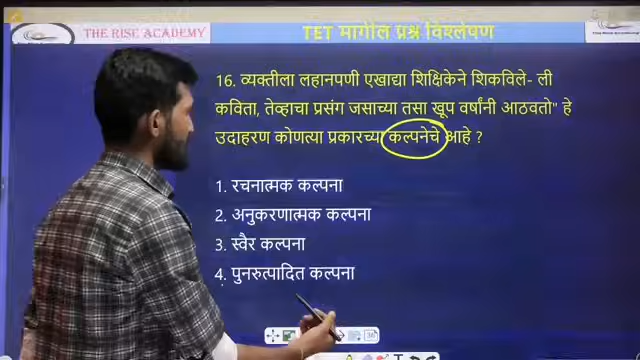 THE RISE ACADEMY
TET मागील प्रश्न विश्लेषण
16. व्यक्तीला लहानपणी एखाद्या शिक्षिकेने शिकविले- ली
कविता, तेव्हाचा प्रसंग जसाच्या तसा खूप वर्षांनी आठवतो" हे
उदाहरण कोणत्या प्रकारच्या कल्पनेचे आहे ?
1. रचनात्मक कल्पना
2. अनुकरणात्मक कल्पना
3. स्वैर कल्पना
4. पुनरुत्पादित कल्पना